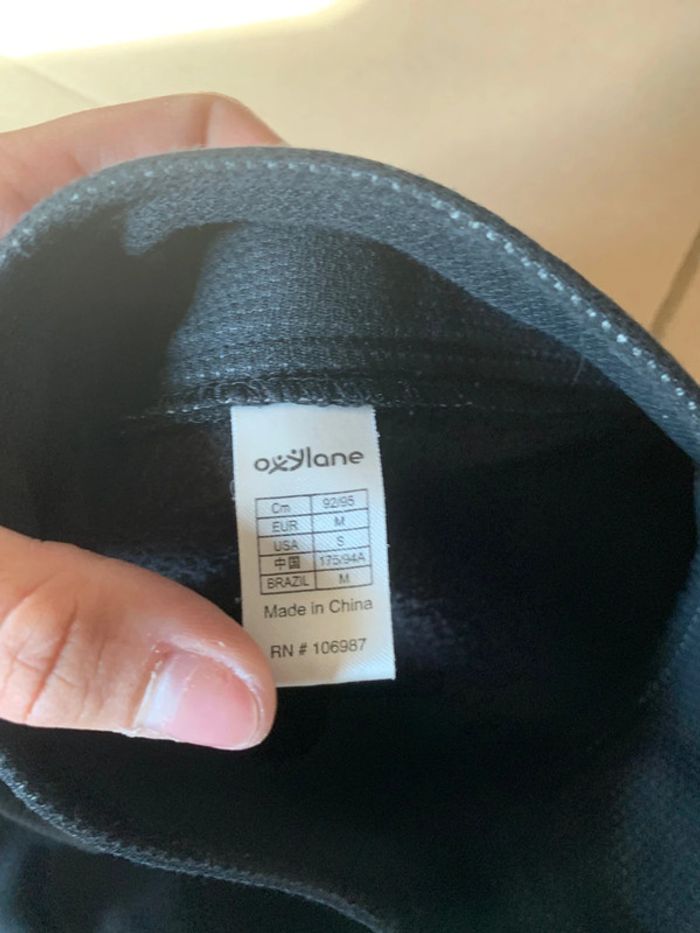 oxylane
Cm 92/95
EUR M
USA S
中国 175/94A
BRAZIL M
Made in China
RN # 106987